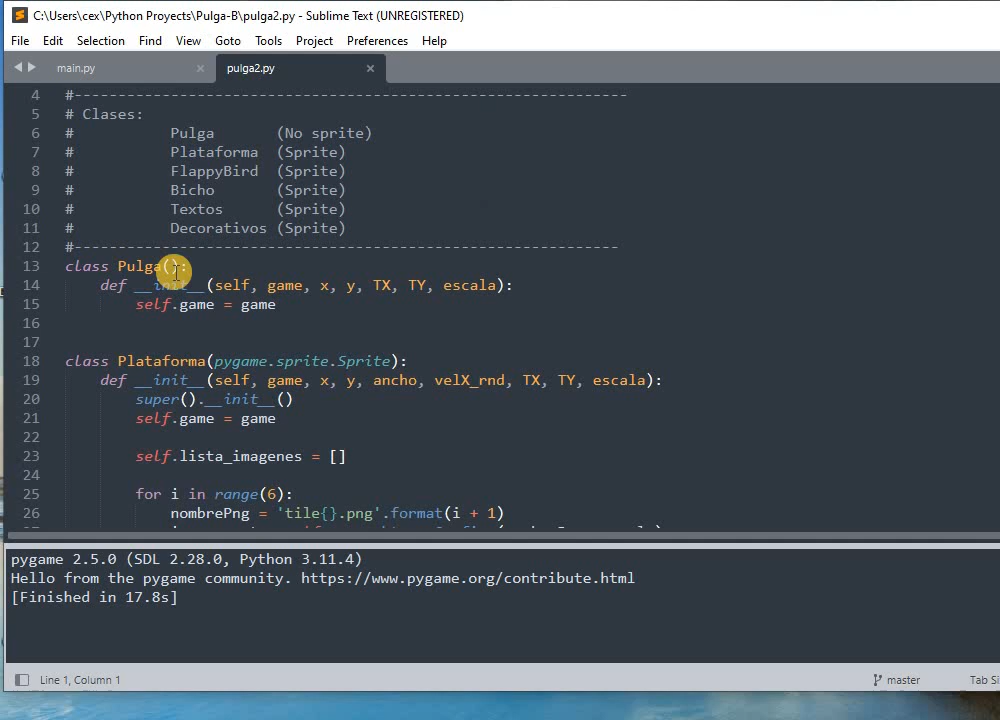 C:\Users\cex\Python Proyects\Pulga-B\pulga2.py - Sublime Text (UNREGISTERED)
File Edit Selection Find View Goto Tools Project Preferences Help
main.py × pulga2.py ×
4 #---------------------------------------------------------------
5 # Clases:
6 # Pulga (No sprite)
7 # Plataforma (Sprite)
8 # FlappyBird (Sprite)
9 # Bicho (Sprite)
10 # Textos (Sprite)
11 # Decorativos (Sprite)
12 #--------------------------------------------------------------
13 class Pulga():
14 def __init__(self, game, x, y, TX, TY, escala):
15 self.game = game
16
17
18 class Plataforma(pygame.sprite.Sprite):
19 def __init__(self, game, x, y, ancho, velX_rnd, TX, TY, escala):
20 super().__init__()
21 self.game = game
22
23 self.lista_imagenes = []
24
25 for i in range(6):
26 nombrePng = 'tile{}.png'.format(i + 1)
pygame 2.5.0 (SDL 2.28.0, Python 3.11.4)
Hello from the pygame community. https://www.pygame.org/contribute.html
[Finished in 17.8s]
Line 1, Column 1 master Tab Si